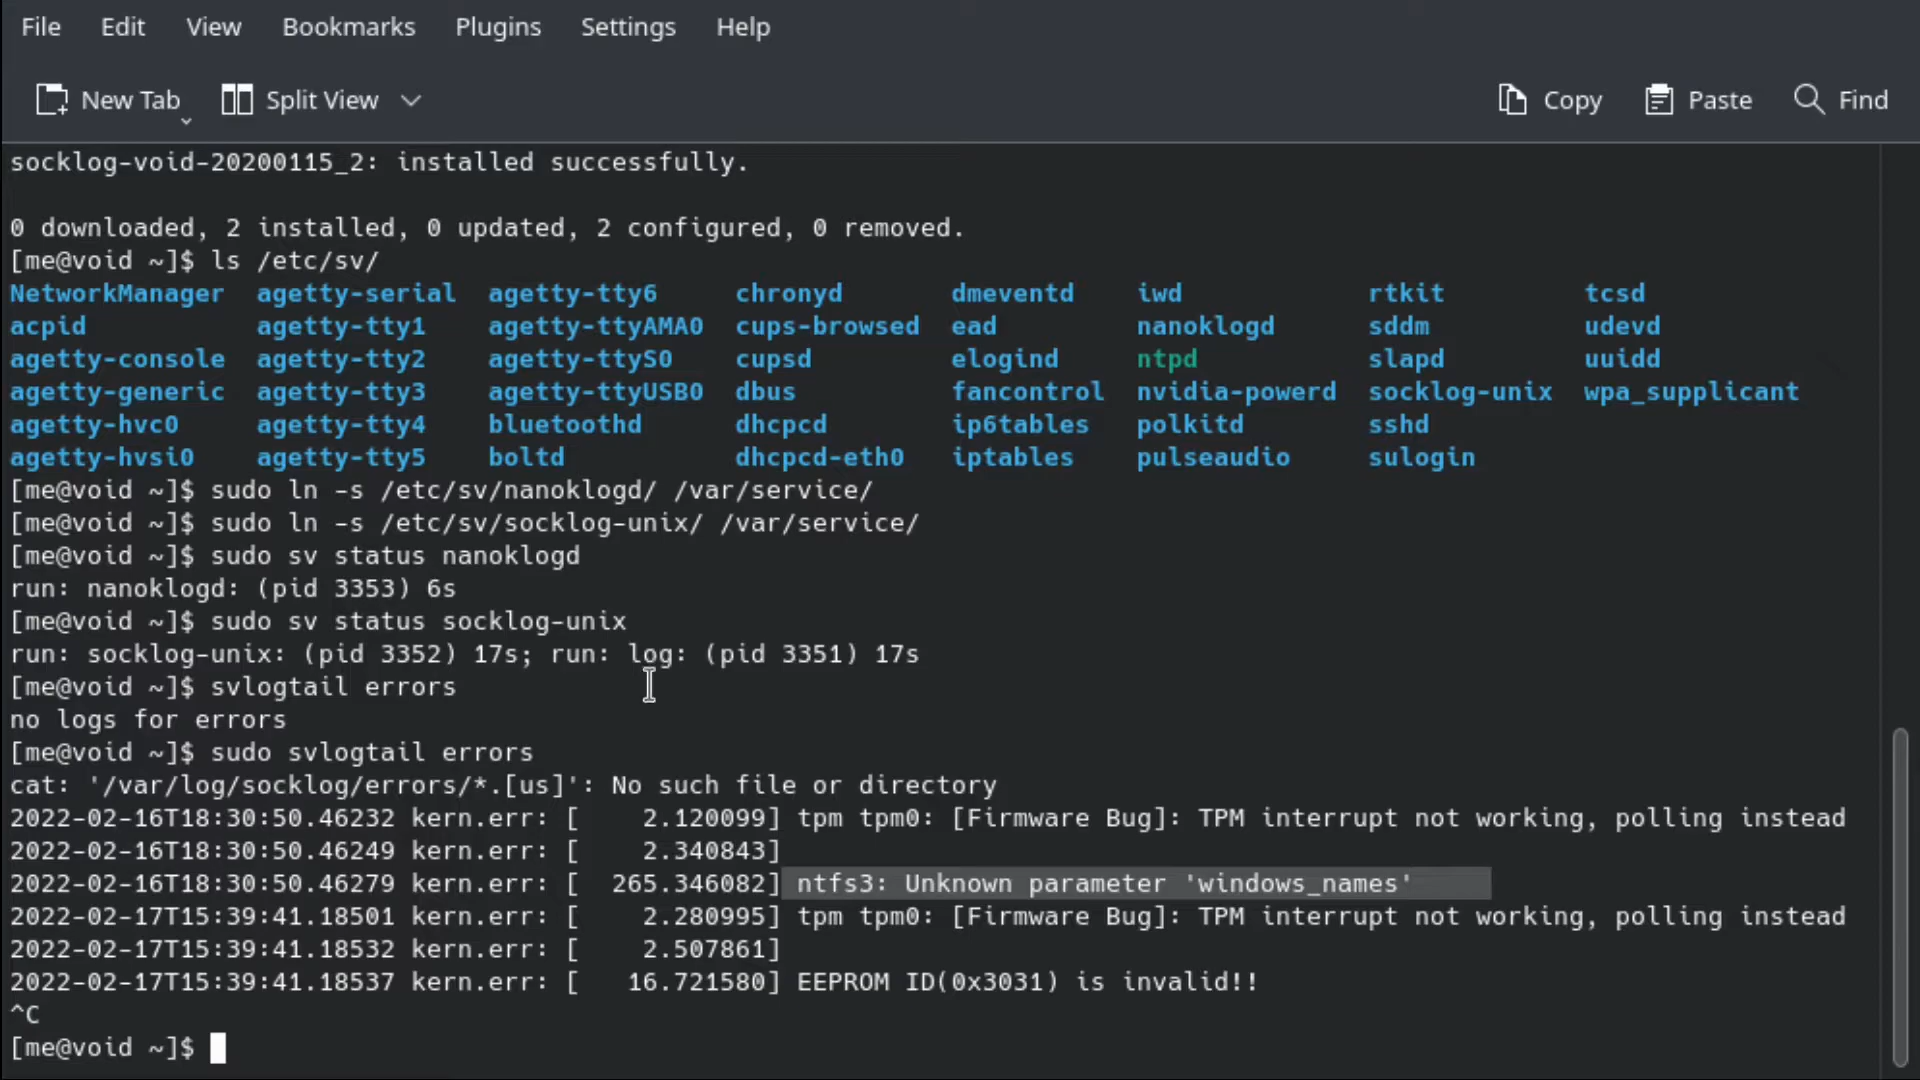 File Edit View Bookmarks Plugins Settings Help
New Tab Split View Copy Paste Find
socklog-void-20200115_2: installed successfully.
0 downloaded, 2 installed, 0 updated, 2 configured, 0 removed.
[me@void ~]$ ls /etc/sv/
NetworkManager agetty-serial agetty-tty6 chronyd dmeventd iwd rtkit tcsd
acpid agetty-tty1 agetty-ttyAMA0 cups-browsed ead nanoklogd sddm udevd
agetty-console agetty-tty2 agetty-ttyS0 cupsd elogind ntpd slapd uuidd
agetty-generic agetty-tty3 agetty-ttyUSB0 dbus fancontrol nvidia-powerd socklog-unix wpa_supplicant
agetty-hvc0 agetty-tty4 bluetoothd dhcpcd ip6tables polkitd sshd
agetty-hvsi0 agetty-tty5 boltd dhcpcd-eth0 iptables pulseaudio sulogin
[me@void ~]$ sudo ln -s /etc/sv/nanoklogd/ /var/service/
[me@void ~]$ sudo ln -s /etc/sv/socklog-unix/ /var/service/
[me@void ~]$ sudo sv status nanoklogd
run: nanoklogd: (pid 3353) 6s
[me@void ~]$ sudo sv status socklog-unix
run: socklog-unix: (pid 3352) 17s; run: log: (pid 3351) 17s
[me@void ~]$ svlogtail errors
no logs for errors
[me@void ~]$ sudo svlogtail errors
cat: '/var/log/socklog/errors/*.[us]': No such file or directory
2022-02-16T18:30:50.46232 kern.err: [    2.120099] tpm tpm0: [Firmware Bug]: TPM interrupt not working, polling instead
2022-02-16T18:30:50.46249 kern.err: [    2.340843]
2022-02-16T18:30:50.46279 kern.err: [  265.346082] ntfs3: Unknown parameter 'windows_names'
2022-02-17T15:39:41.18501 kern.err: [    2.280995] tpm tpm0: [Firmware Bug]: TPM interrupt not working, polling instead
2022-02-17T15:39:41.18532 kern.err: [    2.507861]
2022-02-17T15:39:41.18537 kern.err: [   16.721580] EEPROM ID(0x3031) is invalid!!
^C
[me@void ~]$